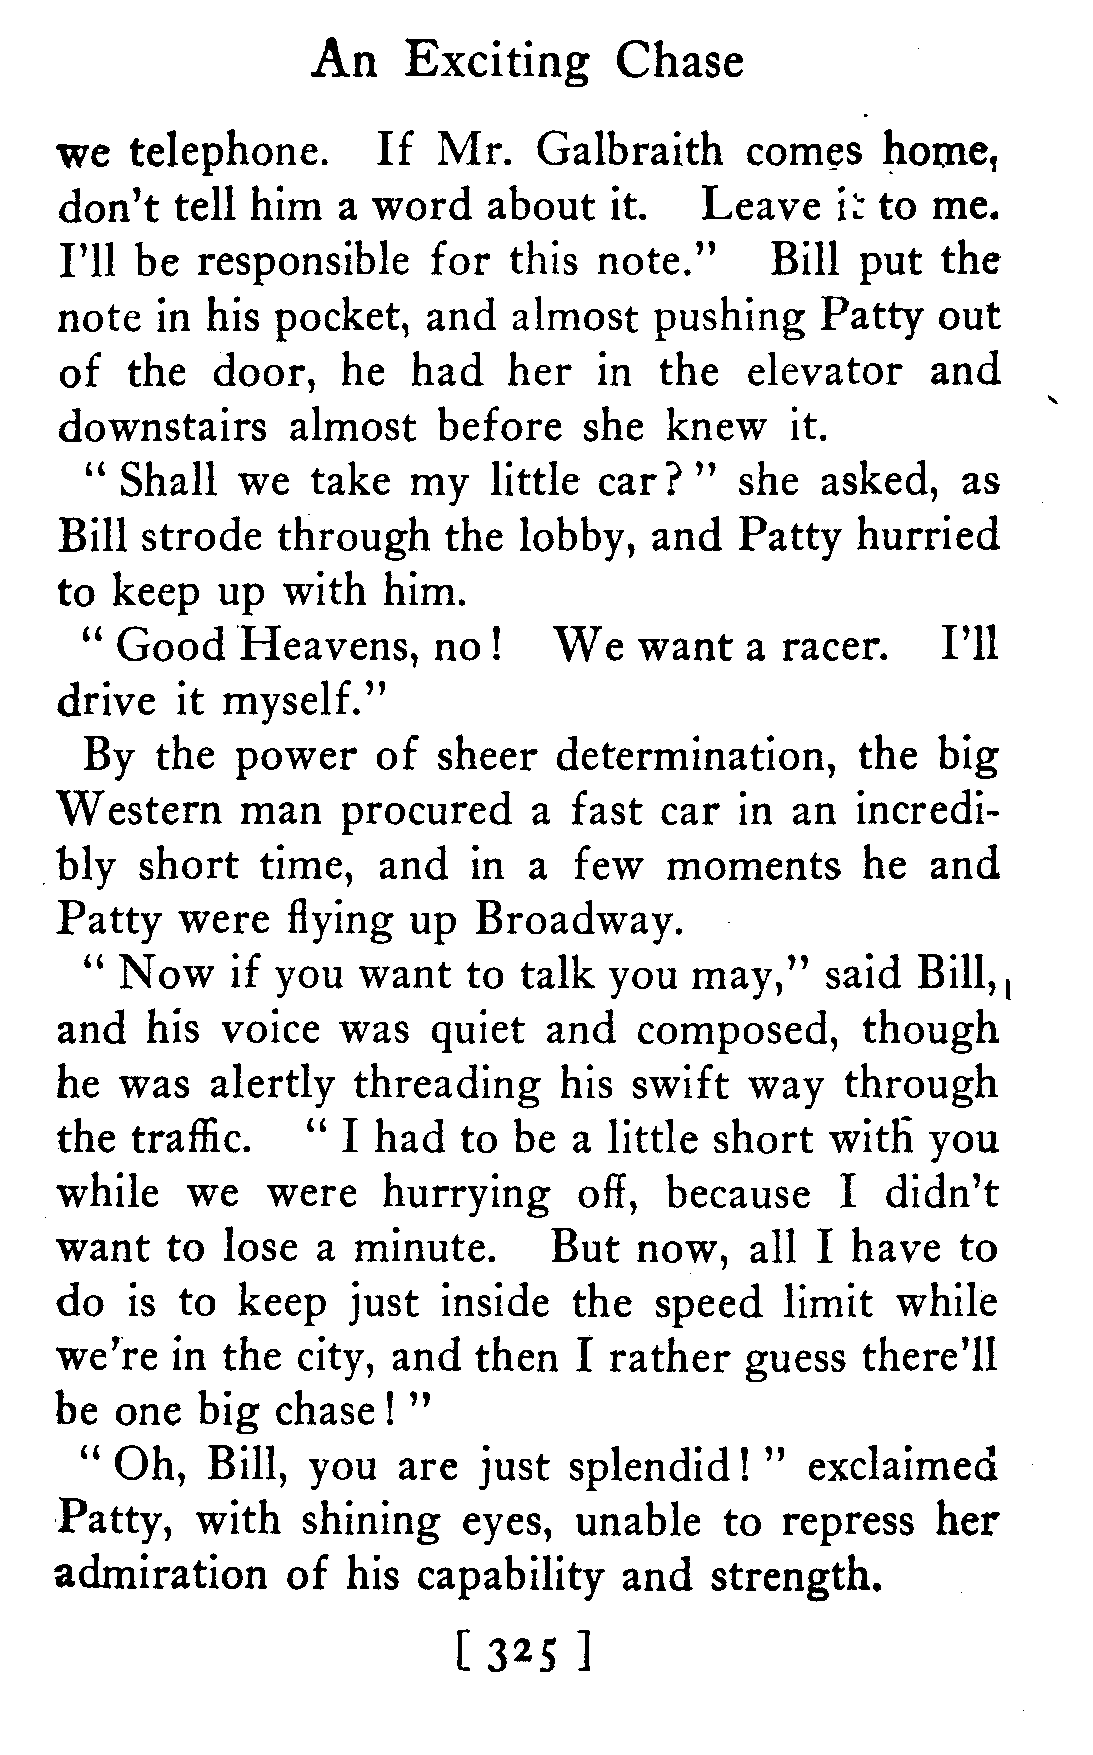 An Exciting Chase
we telephone. If Mr. Galbraith comes home,
don't tell him a word about it. Leave it to me.
I'll be responsible for this note." Bill put the
note in his pocket, and almost pushing Patty out
of the door, he had her in the elevator and
downstairs almost before she knew it.
" Shall we take my little car? " she asked, as
Bill strode through the lobby, and Patty hurried
to keep up with him.
" Good Heavens, no! We want a racer. I'll
drive it myself."
By the power of sheer determination, the big
Western man procured a fast car in an incredi-
bly short time, and in a few moments he and
Patty were flying up Broadway.
" Now if you want to talk you may," said Bill,
and his voice was quiet and composed, though
he was alertly threading his swift way through
the traffic. " I had to be a little short with you
while we were hurrying off, because I didn't
want to lose a minute. But now, all I have to
do is to keep just inside the speed limit while
we're in the city, and then I rather guess there'll
be one big chase! "
" Oh, Bill, you are just splendid! " exclaimed
Patty, with shining eyes, unable to repress her
admiration of his capability and strength.
[ 325 ]